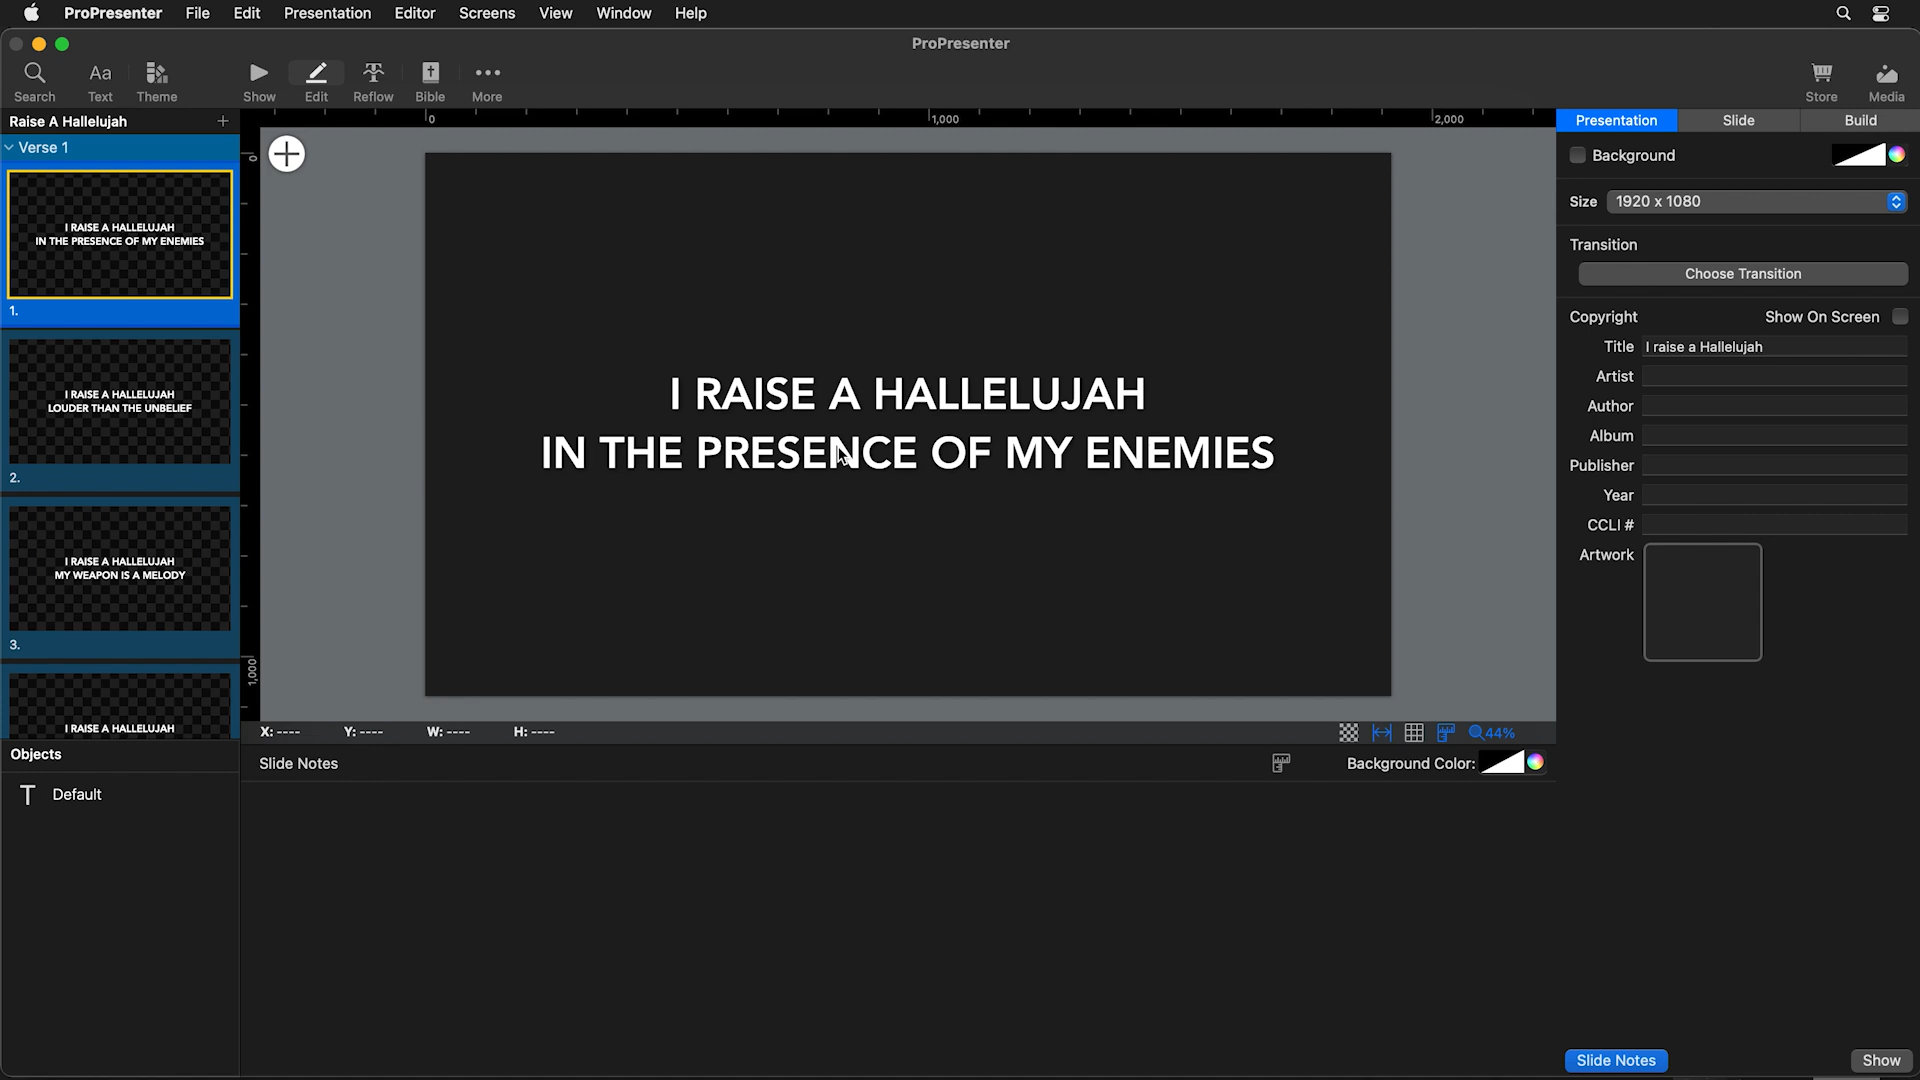 ProPresenter File Edit Presentation Editor Screens View Window Help
ProPresenter
Search Text Theme Show Edit Reflow Bible More Store Media
Raise A Hallelujah
Verse 1
I RAISE A HALLELUJAH
IN THE PRESENCE OF MY ENEMIES
1.
I RAISE A HALLELUJAH
LOUDER THAN THE UNBELIEF
2.
I RAISE A HALLELUJAH
MY WEAPON IS A MELODY
3.
I RAISE A HALLELUJAH
Objects
T Default
0 1,000 2,000
0
1,000
I RAISE A HALLELUJAH
IN THE PRESENCE OF MY ENEMIES
X: ---- Y: ---- W: ---- H: ---- 44%
Slide Notes Background Color:
Presentation Slide Build
Background
Size 1920 x 1080
Transition
Choose Transition
Copyright Show On Screen
Title I raise a Hallelujah
Artist
Author
Album
Publisher
Year
CCLI #
Artwork
Slide Notes Show